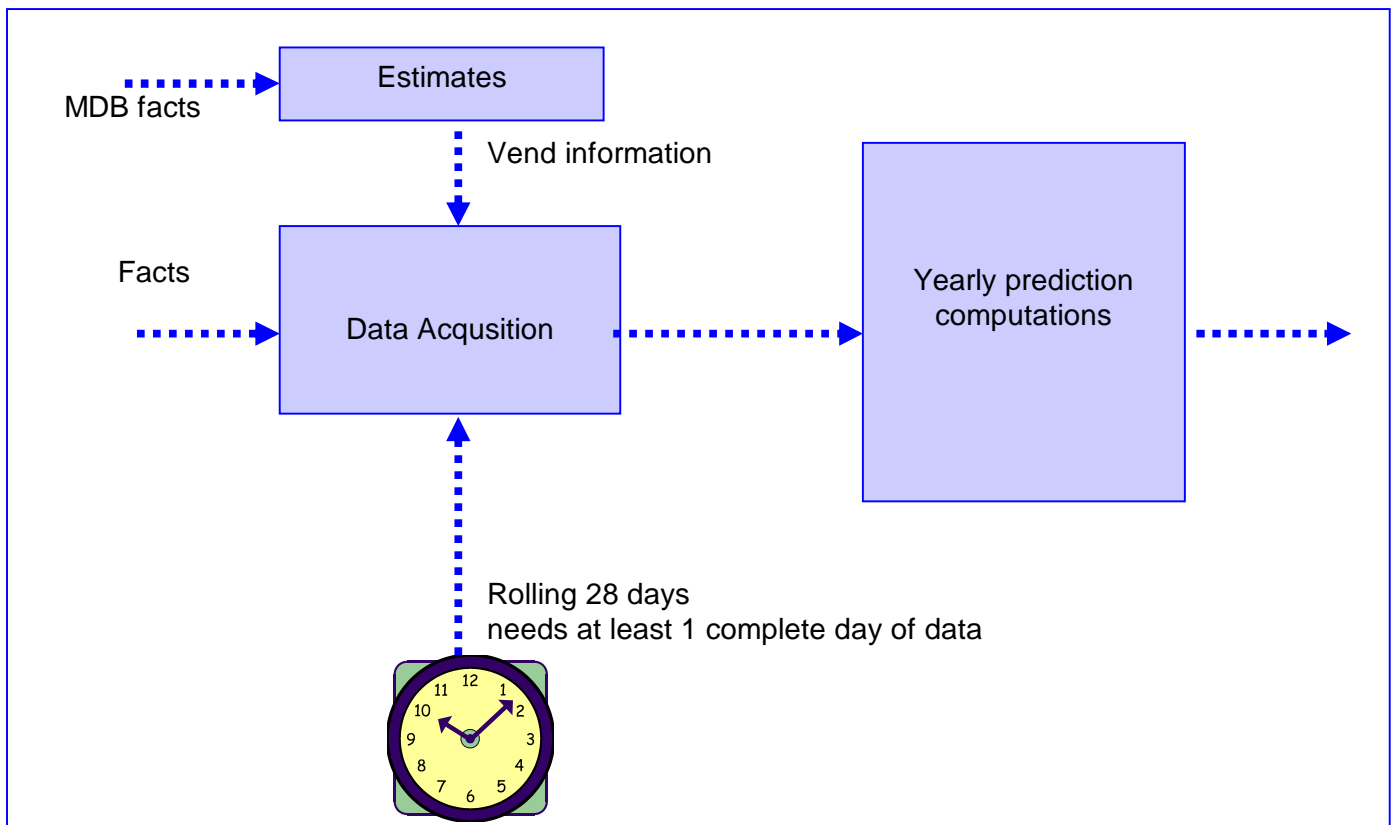 Estimates
MDB facts
Vend information
Facts
Data Acqusition
Yearly prediction
computations
Rolling 28 days
needs at least 1 complete day of data
12
11 1
10 2
9 3
8 4
7 5
6